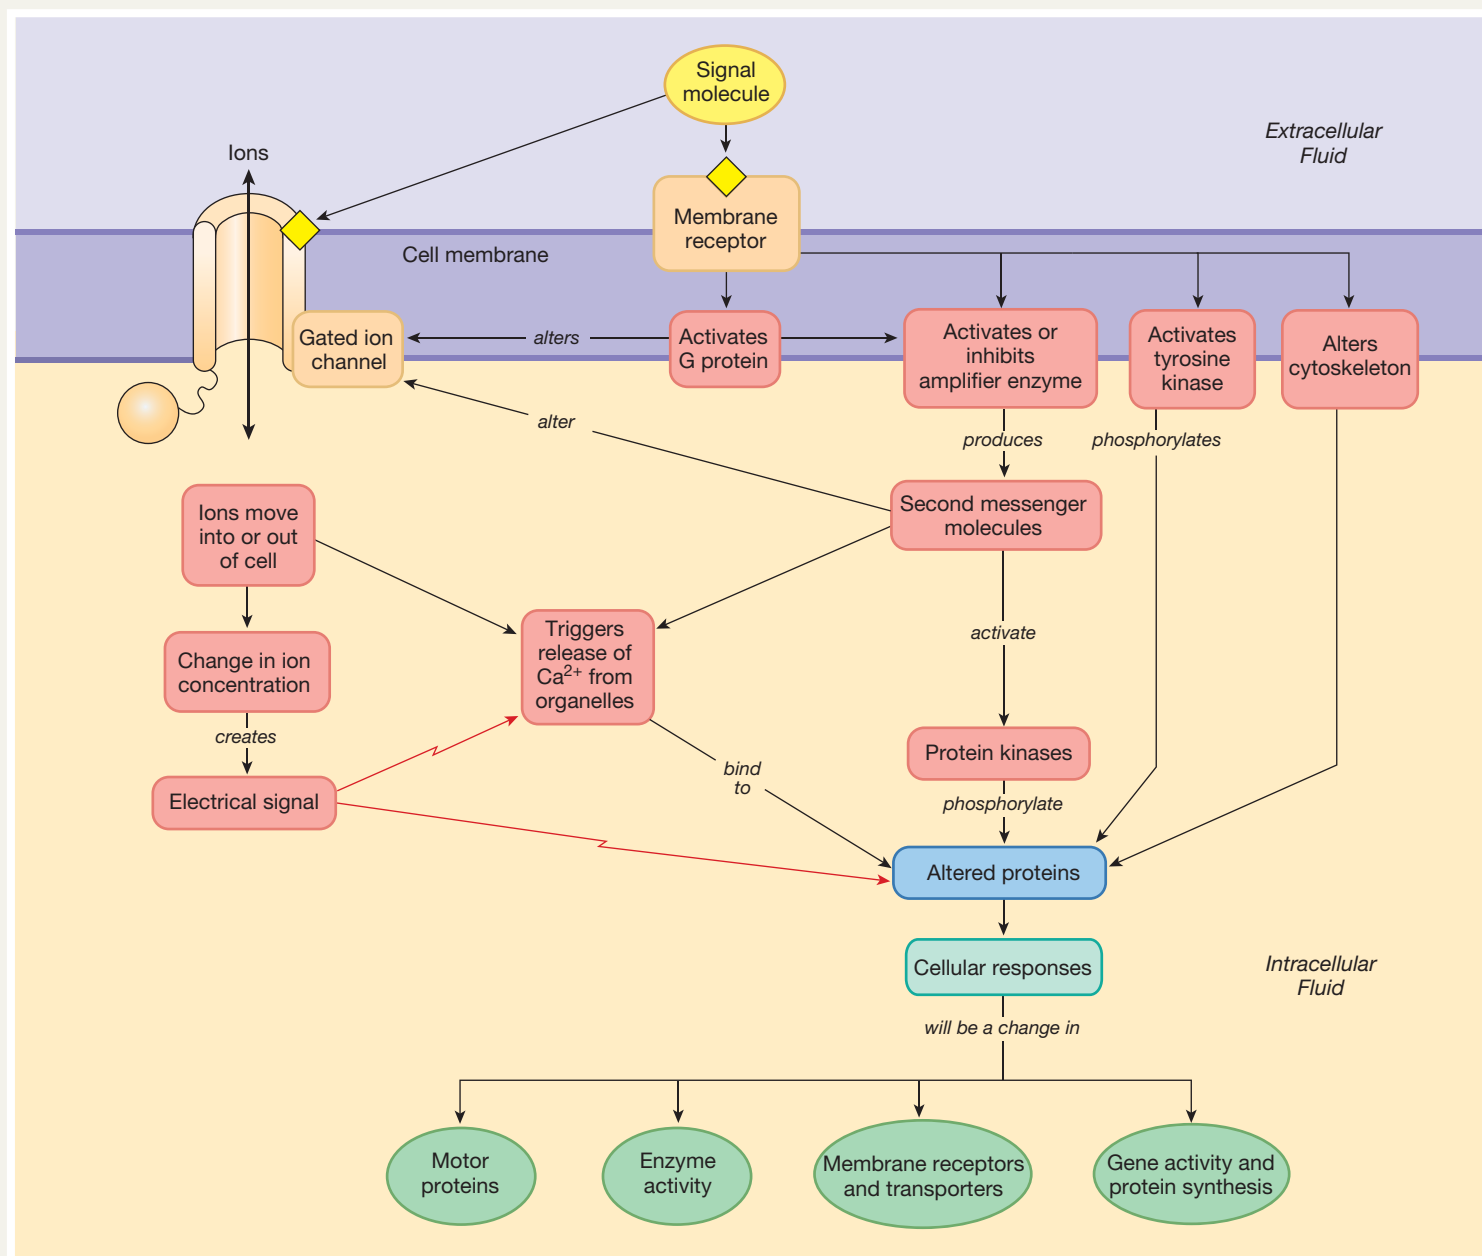 Signal
molecule
Extracellular
Fluid
Ions
Membrane
receptor
Cell membrane
Gated ion
channel
alters
Activates
G protein
Activates or
inhibits
amplifier enzyme
Activates
tyrosine
kinase
Alters
cytoskeleton
alter
produces
phosphorylates
Ions move
into or out
of cell
Second messenger
molecules
Triggers
release of
Ca2+ from
organelles
activate
Change in ion
concentration
creates
Electrical signal
bind
to
Protein kinases
phosphorylate
Altered proteins
Cellular responses
Intracellular
Fluid
will be a change in
Motor
proteins
Enzyme
activity
Membrane receptors
and transporters
Gene activity and
protein synthesis